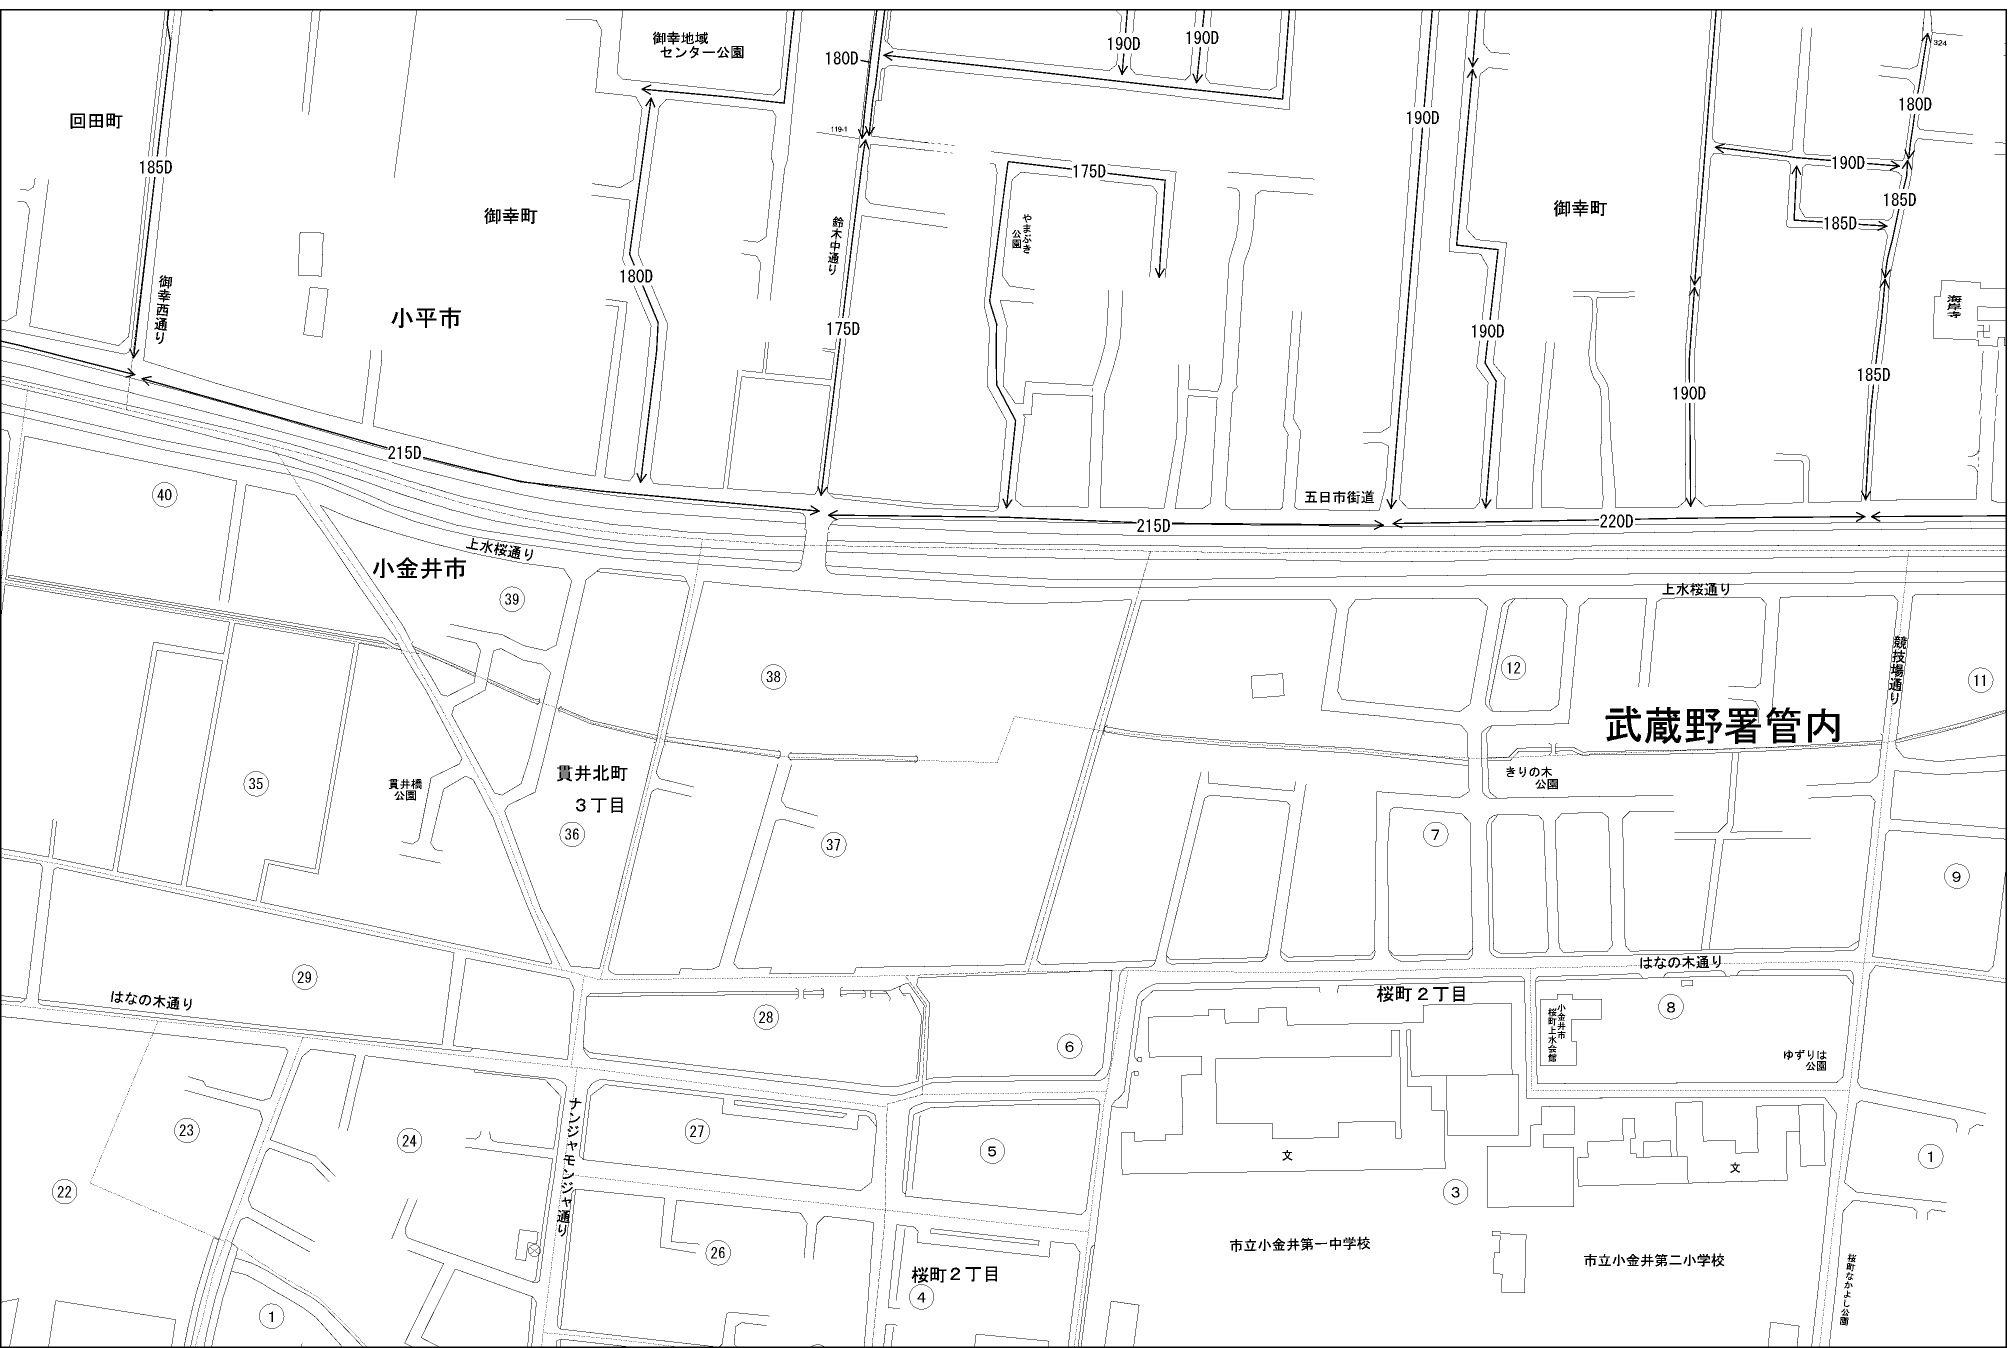 御幸地域
センター公園
180D
190D
190D
324
回田町
119-1
190D
180D
185D
175D
190D
185D
御幸町
鈴木中通り
やまぶき
公園
御幸町
185D
180D
御幸西通り
小平市
175D
190D
海岸寺
185D
190D
215D
40
五日市街道
215D
220D
上水桜通り
小金井市
39
上水桜通り
38
12
競技場通り
11
武蔵野署管内
貫井北町
3丁目
35
貫井橋
公園
36
37
きりの木
公園
7
9
はなの木通り
29
はなの木通り
28
6
桜町2丁目
小金井市
桜町上水会館
8
ゆずりは
公園
23
24
ナンジャモンジャ通り
27
5
文
文
1
22
3
26
桜町2丁目
4
市立小金井第一中学校
市立小金井第二小学校
桜町なかよし公園
1